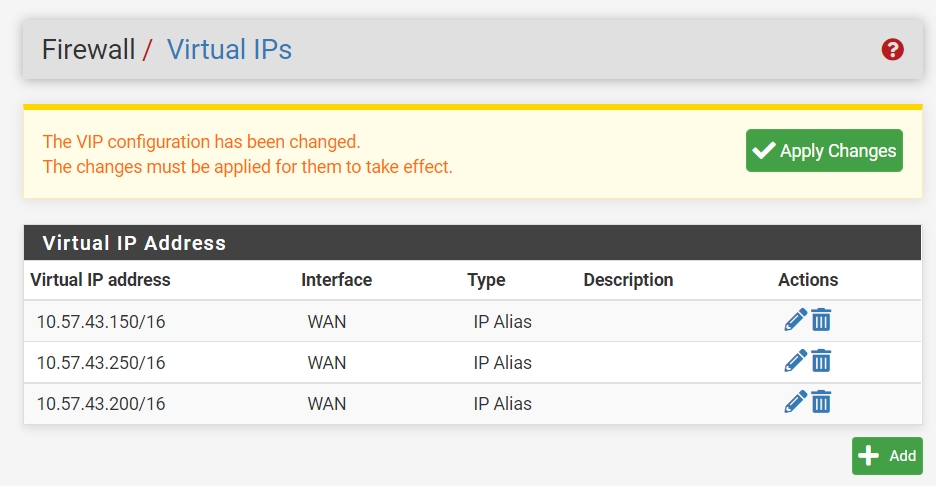 Firewall / Virtual IPs
The VIP configuration has been changed.
The changes must be applied for them to take effect.
Apply Changes
Virtual IP Address
Virtual IP address Interface Type Description Actions
10.57.43.150/16 WAN IP Alias
10.57.43.250/16 WAN IP Alias
10.57.43.200/16 WAN IP Alias
Add